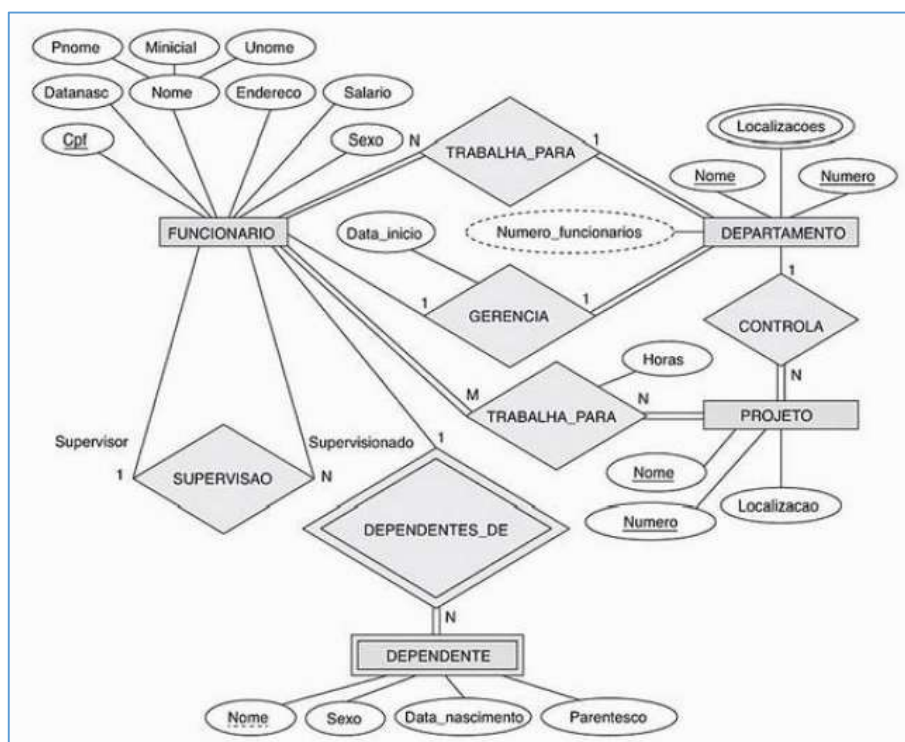 Pnome Minicial Unome
Datanasc Nome Endereco Salario
Cpf Sexo N TRABALHA_PARA 1 Localizacoes
Nome Numero
FUNCIONARIO Data_inicio Numero_funcionarios DEPARTAMENTO
1 GERENCIA 1 1
CONTROLA
Horas
M TRABALHA_PARA N N
PROJETO
Supervisor Supervisionado 1
1 SUPERVISAO N Nome
Localizacao
Numero
DEPENDENTES_DE
N
DEPENDENTE
Nome Sexo Data_nascimento Parentesco